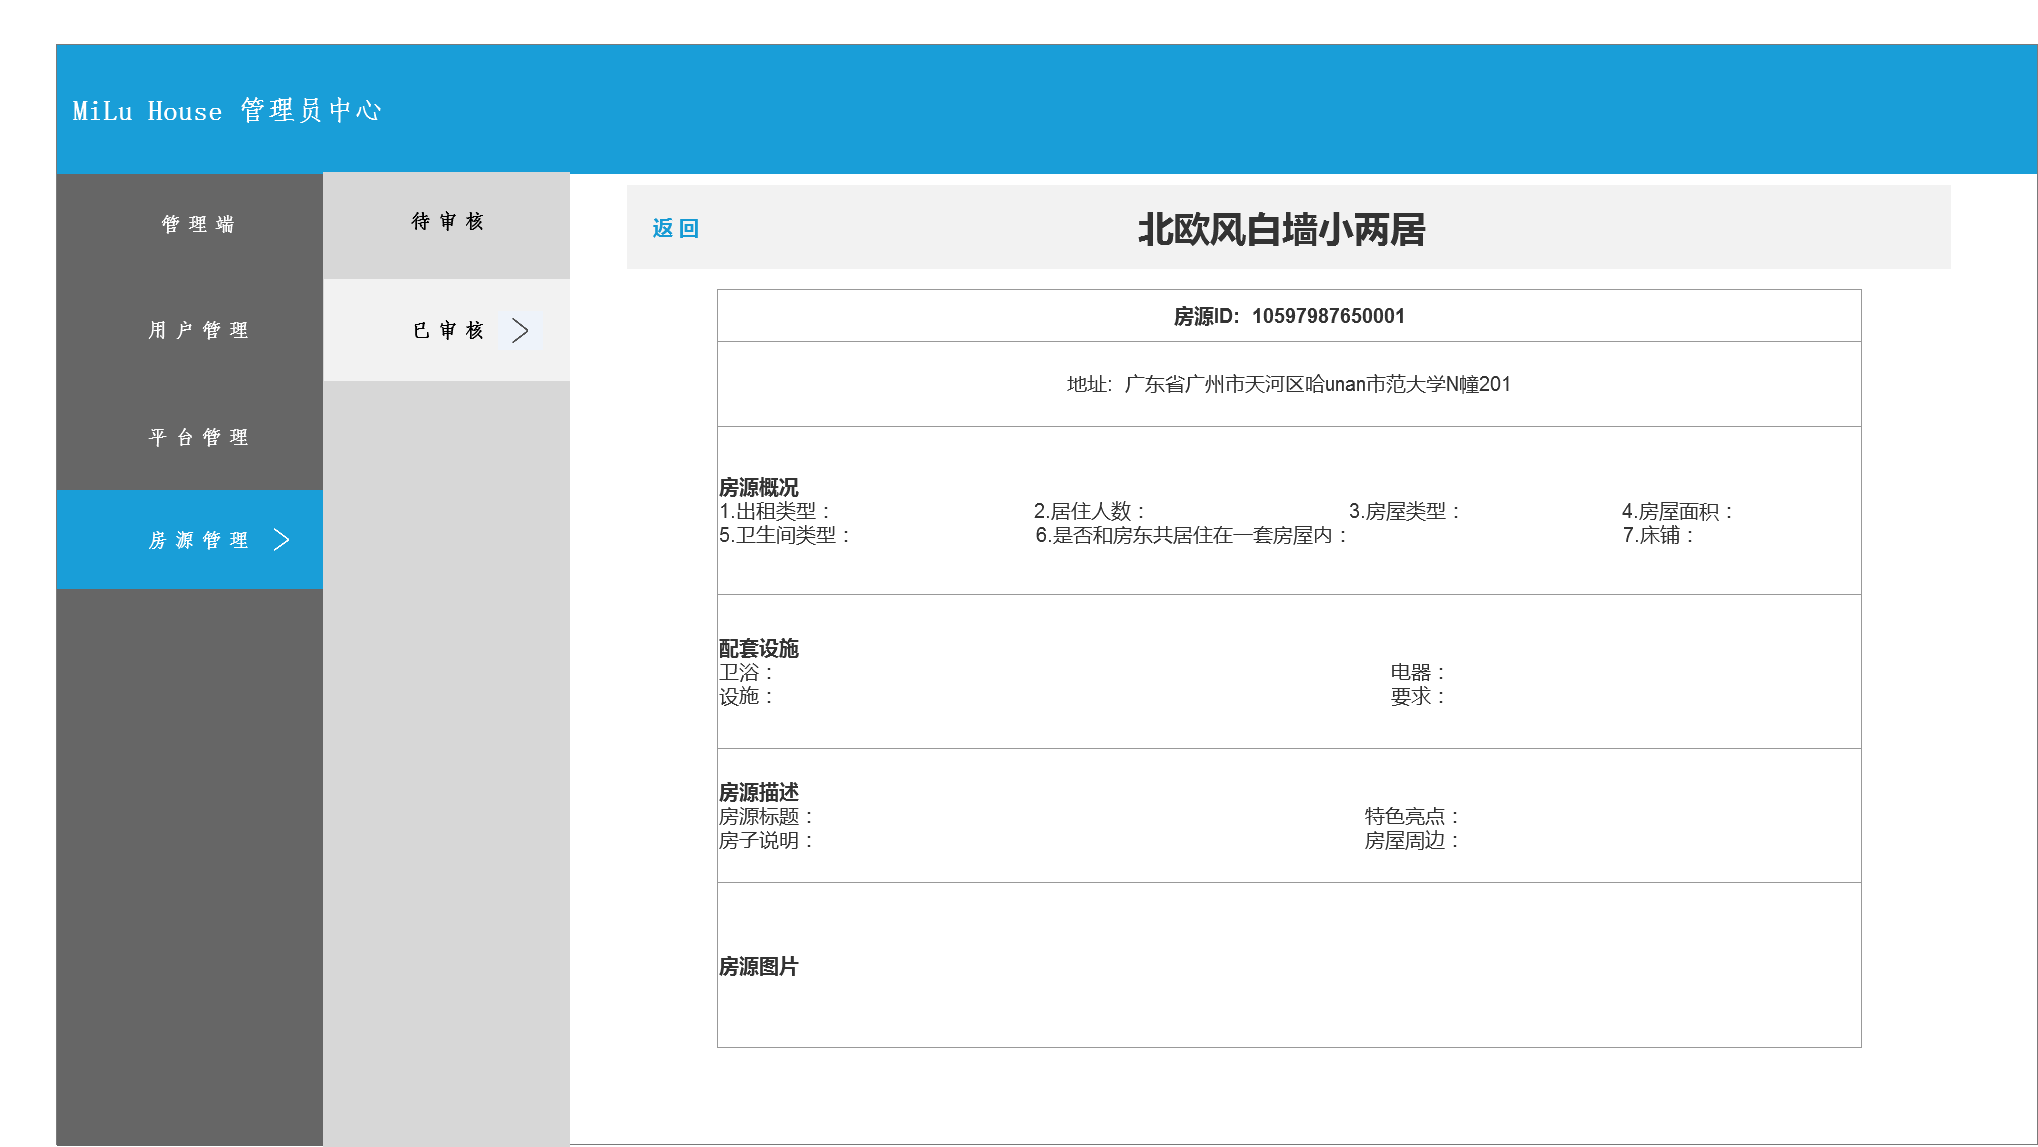 MiLu House 管理员中心
管理端
用户管理
平台管理
房源管理
待审核
已审核
返回
北欧风白墙小两居
房源ID: 10597987650001
地址: 广东省广州市天河区哈unan市范大学N幢201
房源概况
1.出租类型： 2.居住人数： 3.房屋类型： 4.房屋面积：
5.卫生间类型： 6.是否和房东共居住在一套房屋内： 7.床铺：
配套设施
卫浴： 电器：
设施： 要求：
房源描述
房源标题： 特色亮点：
房子说明： 房屋周边：
房源图片